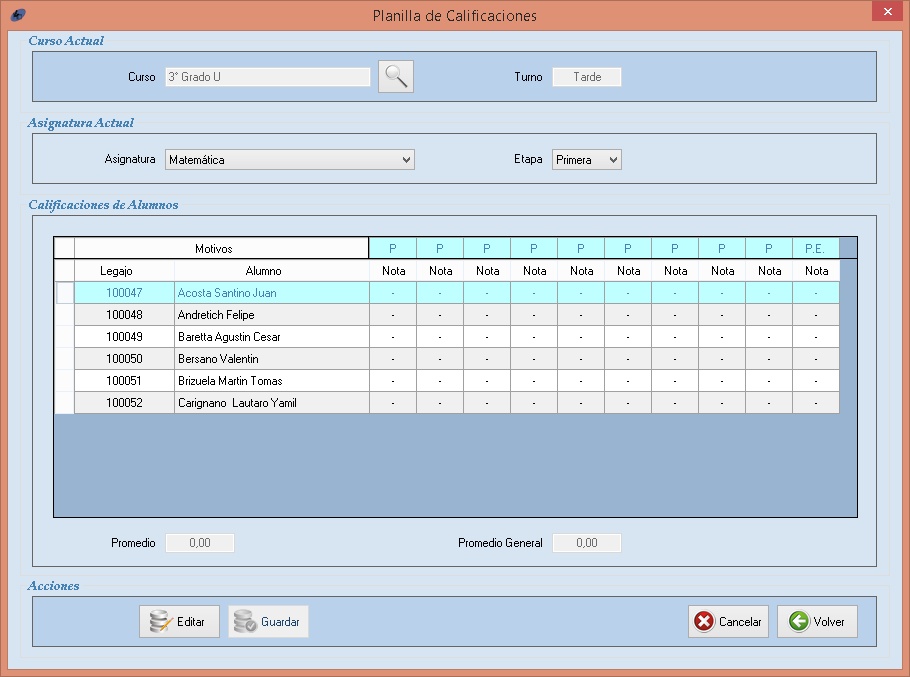 Planilla de Calificaciones
Curso Actual
Curso 3° Grado U Turno Tarde
Asignatura Actual
Asignatura Matemática Etapa Primera
Calificaciones de Alumnos
Motivos P P P P P P P P P P.E.
Legajo Alumno Nota Nota Nota Nota Nota Nota Nota Nota Nota Nota
100047 Acosta Santino Juan - - - - - - - - - -
100048 Andretich Felipe - - - - - - - - - -
100049 Baretta Agustin Cesar - - - - - - - - - -
100050 Bersano Valentin - - - - - - - - - -
100051 Brizuela Martin Tomas - - - - - - - - - -
100052 Carignano Lautaro Yamil - - - - - - - - - -
Promedio 0,00 Promedio General 0,00
Acciones
Editar Guardar Cancelar Volver